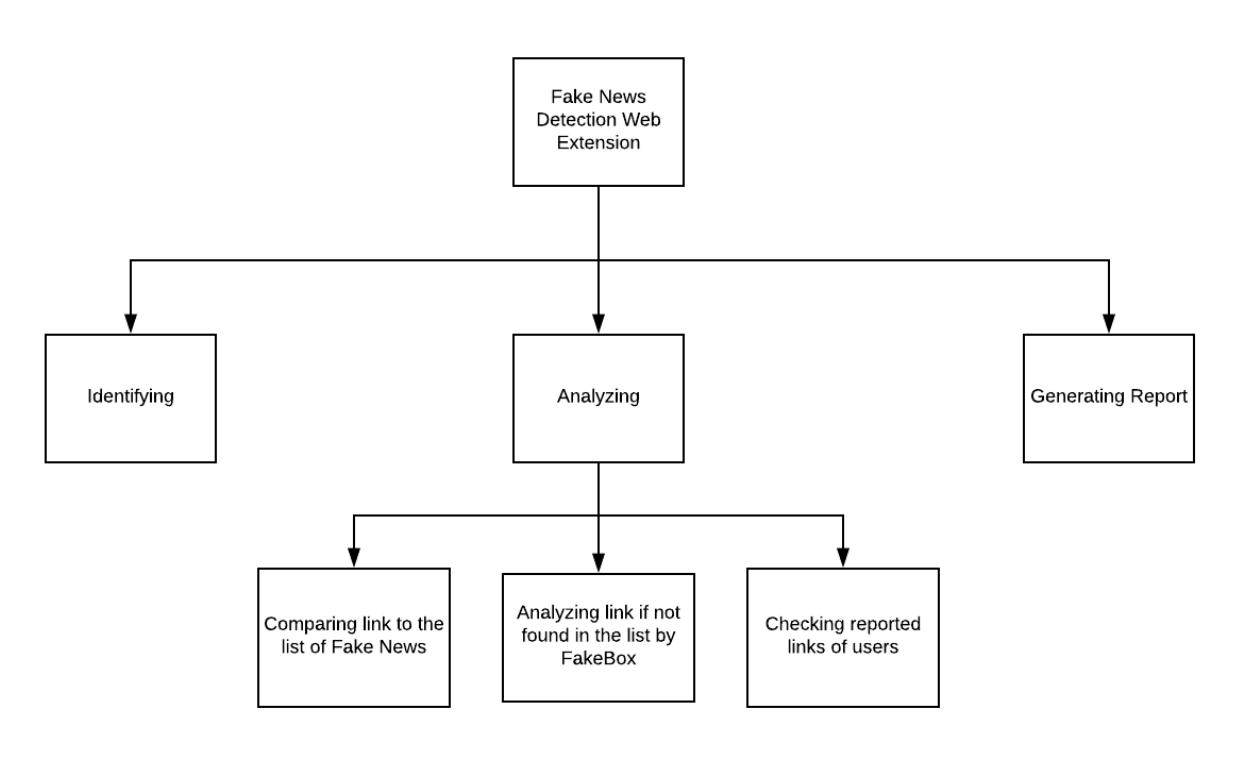 Fake News
Detection Web
Extension
Identifying
Analyzing
Generating Report
Comparing link to the
list of Fake News
Analyzing link if not
found in the list by
FakeBox
Checking reported
links of users